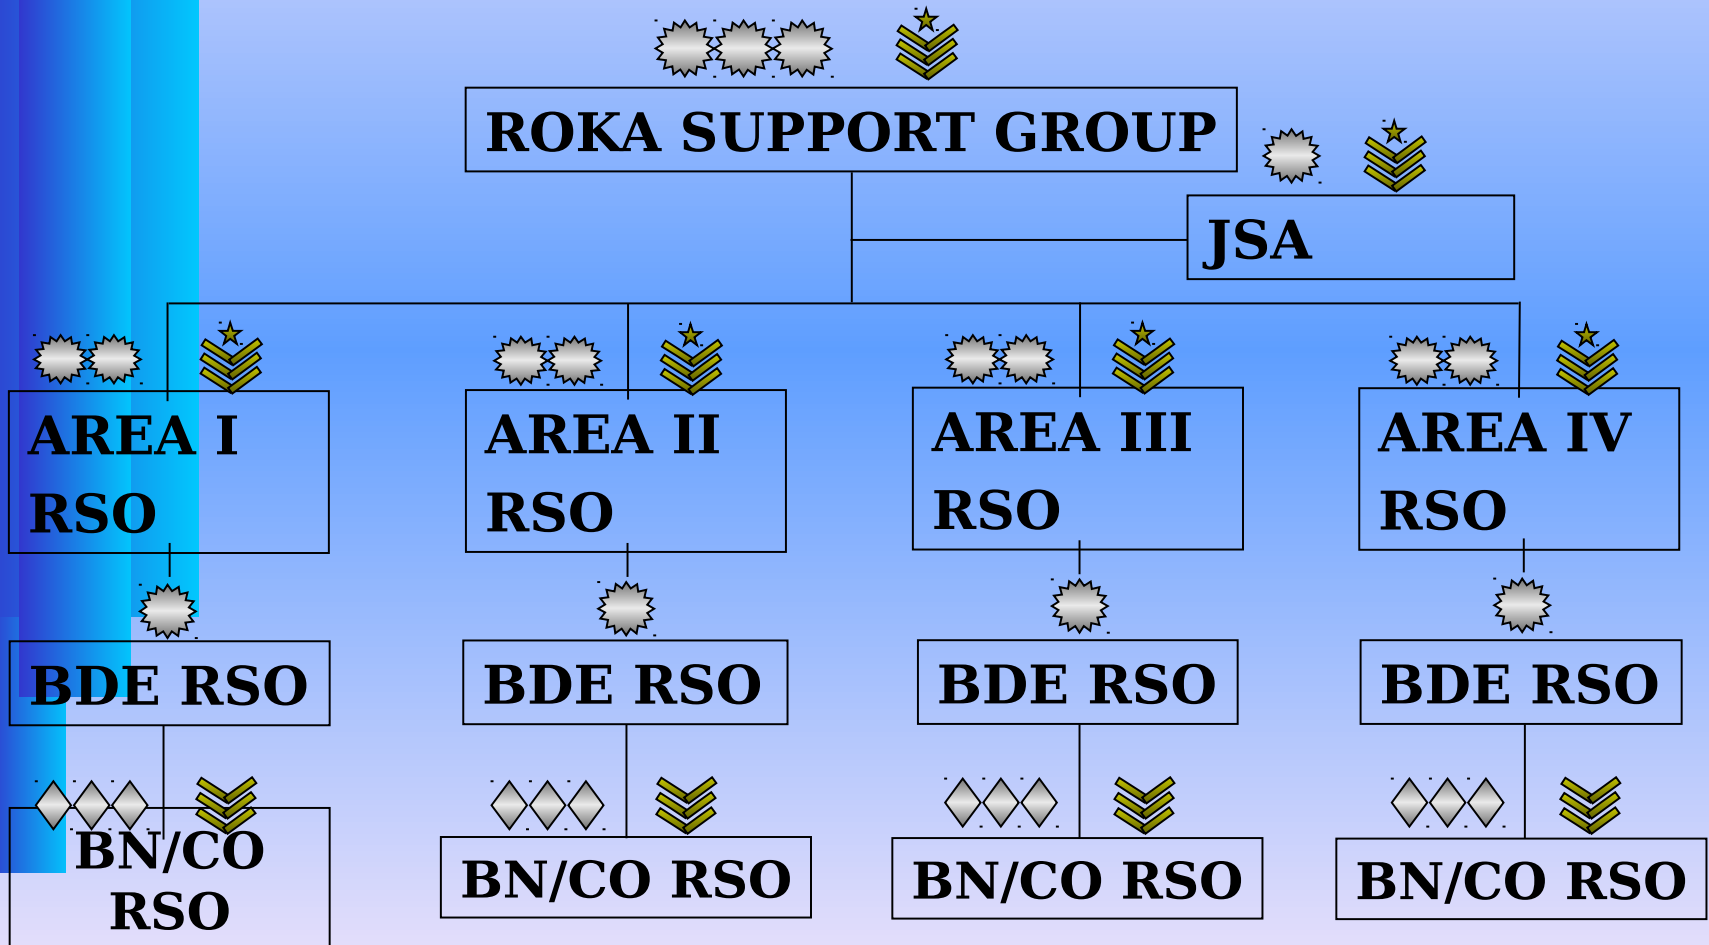 ROKA SUPPORT GROUP
JSA
AREA I
RSO
AREA II
RSO
AREA III
RSO
AREA IV
RSO
BDE RSO
BDE RSO
BDE RSO
BDE RSO
BN/CO
RSO
BN/CO RSO
BN/CO RSO
BN/CO RSO